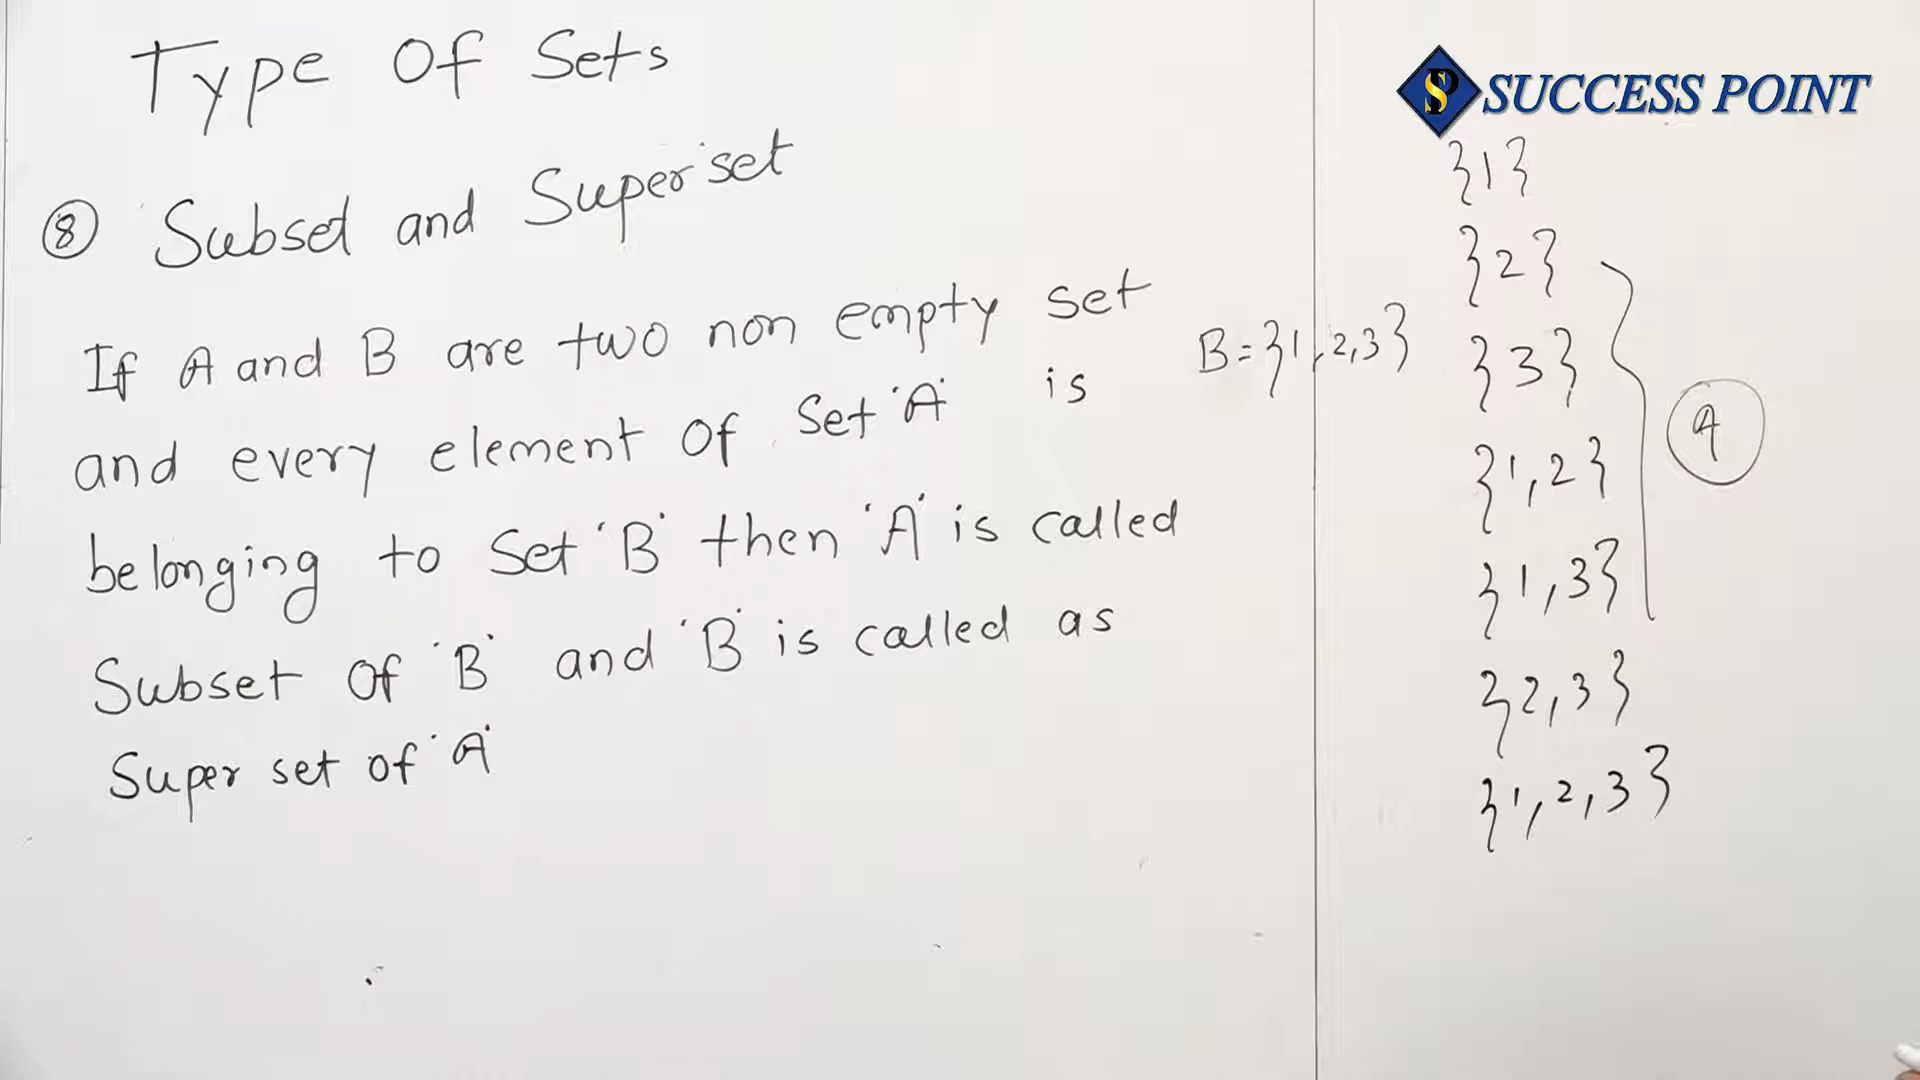 Type Of Sets
SP SUCCESS POINT
8 Subset and Superset
If A and B are two non empty set
and every element of Set 'A' is
belonging to Set 'B' then 'A' is called
Subset of 'B' and 'B' is called as
Super set of 'A'
B={1,2,3}
{1}
{2}
{3}
{1,2}
{1,3}
{2,3}
{1,2,3}
A